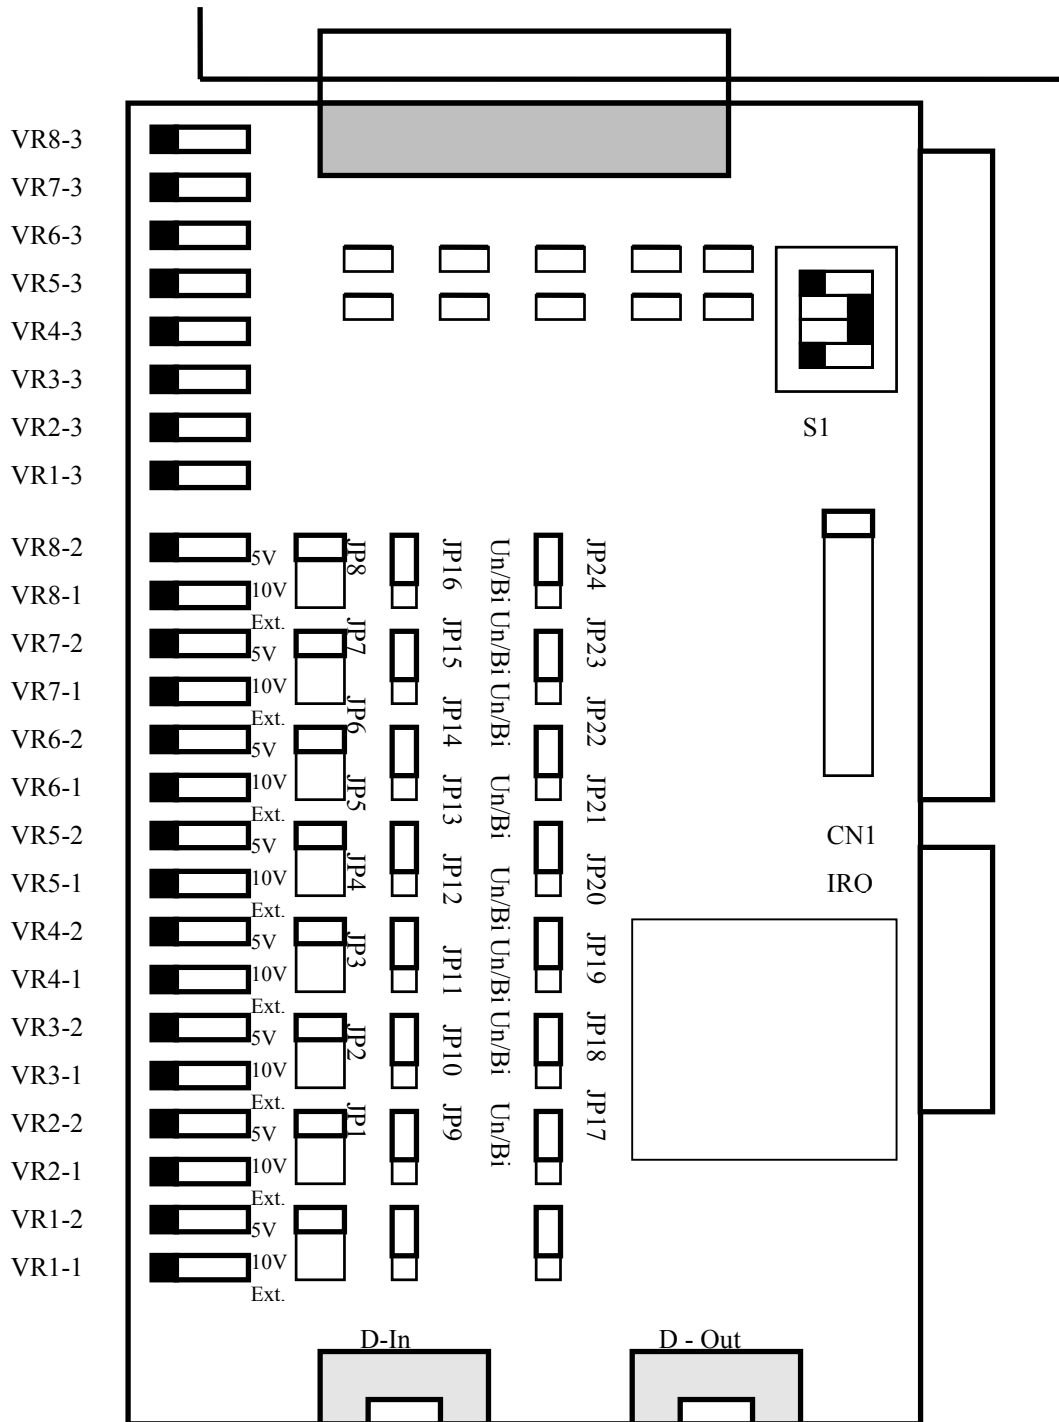 VR8-3
VR7-3
VR6-3
VR5-3
VR4-3
S1
VR3-3
VR2-3
VR1-3
VR8-2
5V
JP8
JP16
Un/Bi
JP24
VR8-1
10V
Ext.
VR7-2
5V
JP7
JP15
Un/Bi
JP23
VR7-1
10V
Ext.
VR6-2
5V
JP6
JP14
Un/Bi
JP22
VR6-1
10V
Ext.
JP5
JP13
Un/Bi
JP21
VR5-2
5V
CN1
VR5-1
10V
Ext.
JP4
JP12
Un/Bi
JP20
IRO
VR4-2
5V
JP3
JP11
Un/Bi
JP19
VR4-1
10V
Ext.
VR3-2
5V
JP2
JP10
Un/Bi
JP18
VR3-1
10V
Ext.
VR2-2
5V
JP1
JP9
Un/Bi
JP17
VR2-1
10V
Ext.
VR1-2
5V
VR1-1
10V
Ext.
D-In
D - Out